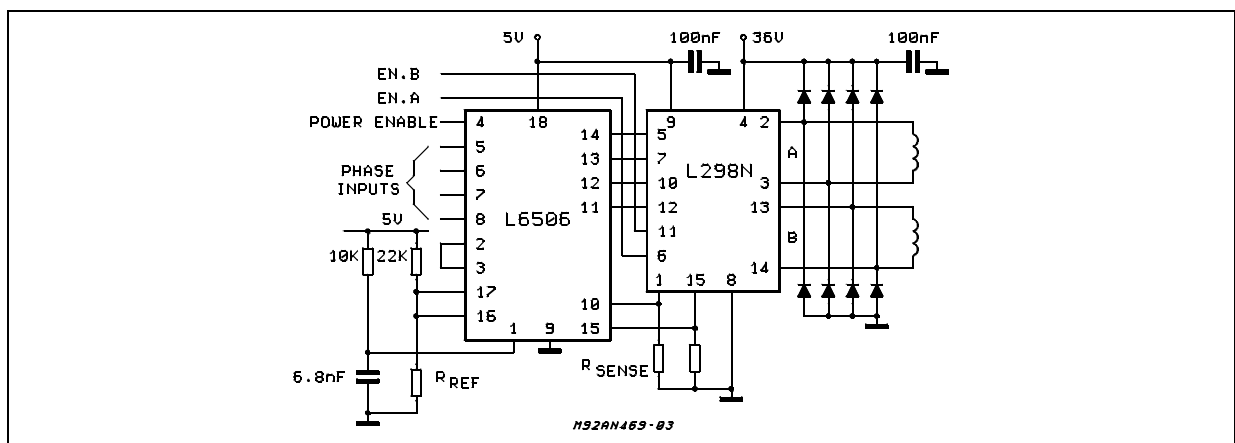 5V 100nF 36V 100nF
EN.B
EN.A
POWER ENABLE 4 18 9 4 2
14 5
5
13 7 A
PHASE 6 L298N
INPUTS 12 10 3
7
11 12 13
5V 8 L6506
11 B
10K 22K 2
6
3 14
1 15 8
17 10
16 15
1 9
R SENSE
6.8nF R REF
M92AN469-03